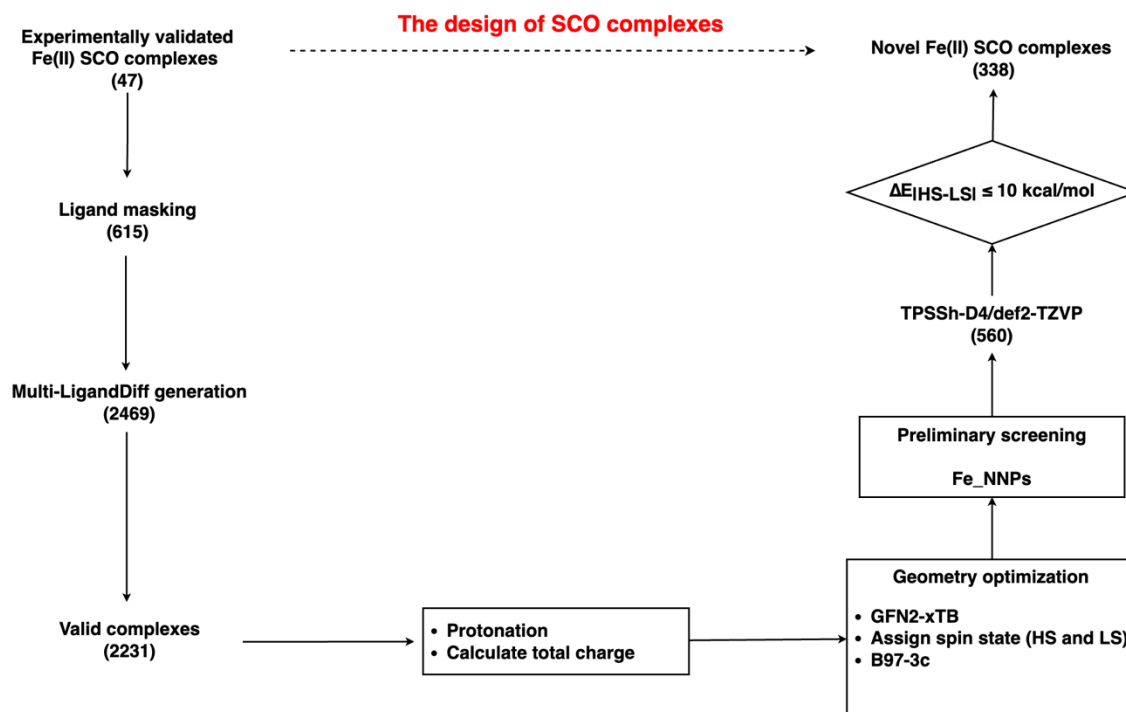 The design of SCO complexes
Experimentally validated
Fe(II) SCO complexes
(47)
Ligand masking
(615)
Multi-LigandDiff generation
(2469)
Valid complexes
(2231)
• Protonation
• Calculate total charge
Geometry optimization
• GFN2-xTB
• Assign spin state (HS and LS)
• B97-3c
Preliminary screening
Fe_NNPs
TPSSh-D4/def2-TZVP
(560)
ΔE|HS-LS| ≤ 10 kcal/mol
Novel Fe(II) SCO complexes
(338)